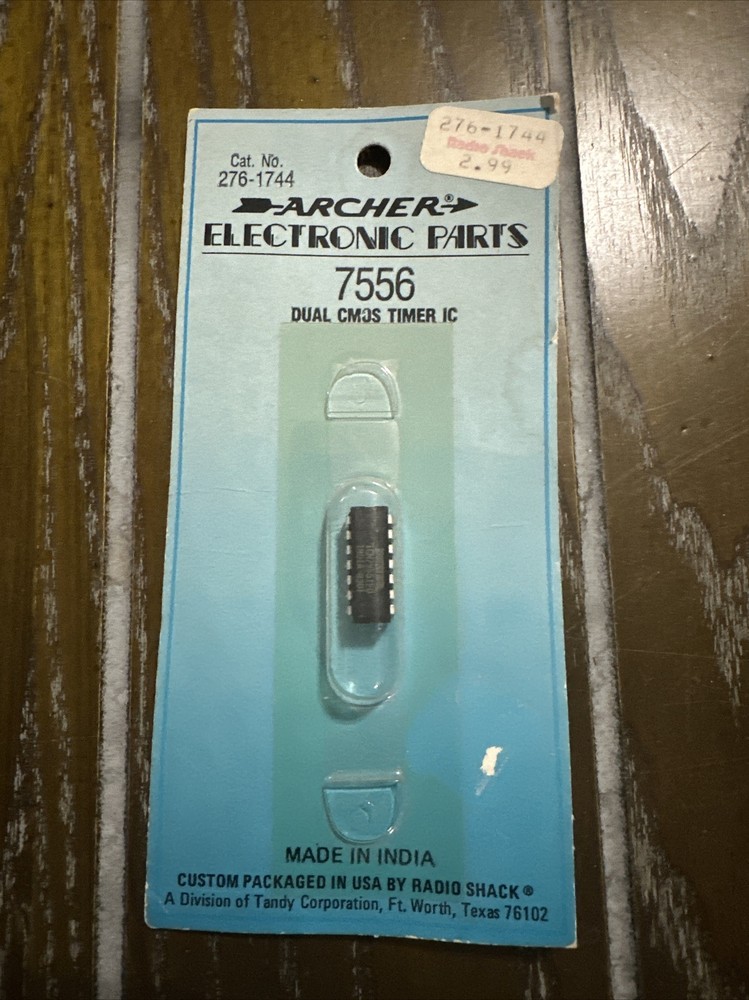 276-1744
Radio Shack
2.99
Cat. No.
276-1744
ARCHER®
ELECTRONIC PARTS
7556
DUAL CMOS TIMER IC
MADE IN INDIA
CUSTOM PACKAGED IN USA BY RADIO SHACK®
A Division of Tandy Corporation, Ft. Worth, Texas 76102